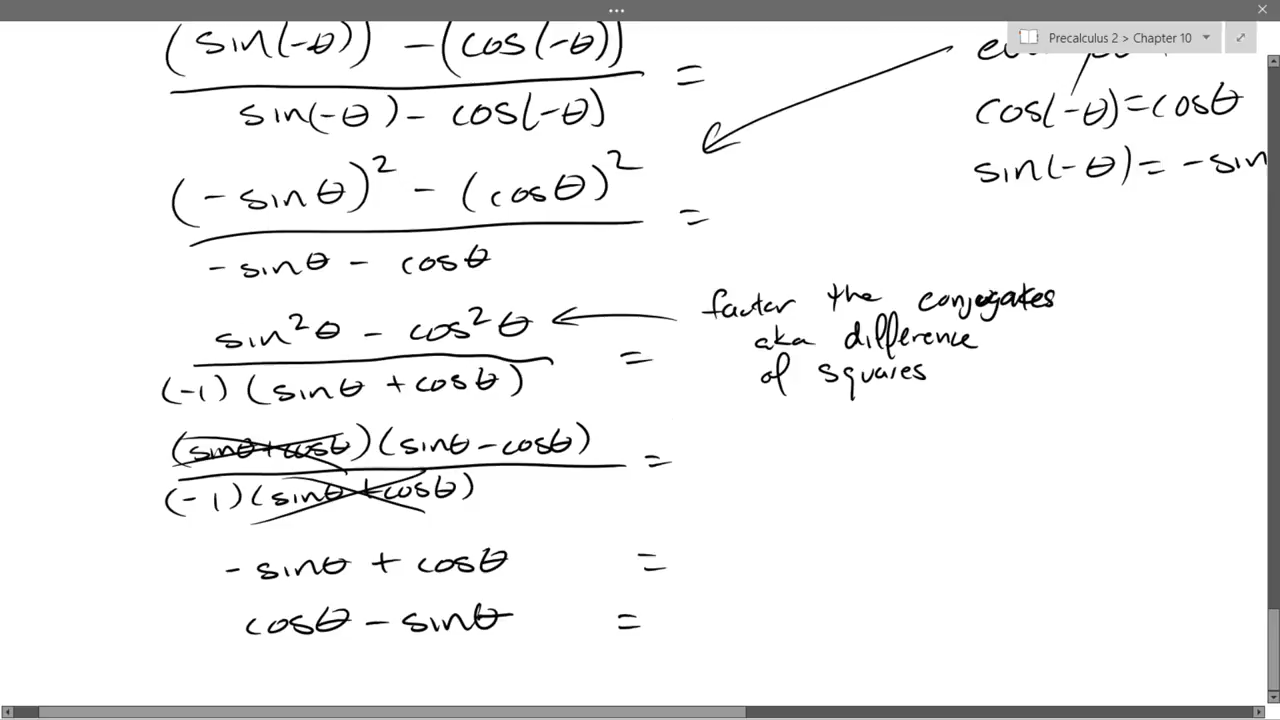 Precalculus 2 > Chapter 10
(sin(-θ)) - (cos(-θ))
sin(-θ) - cos(-θ)
=
cos(-θ) = cosθ
sin(-θ) = -sin
(-sinθ)² - (cosθ)²
-sinθ - cosθ
=
sin²θ - cos²θ
(-1)(sinθ + cosθ)
=
factor the conjugates
aka difference
of squares
(sinθ + cosθ)(sinθ - cosθ)
(-1)(sinθ + cosθ)
=
-sinθ + cosθ =
cosθ - sinθ =